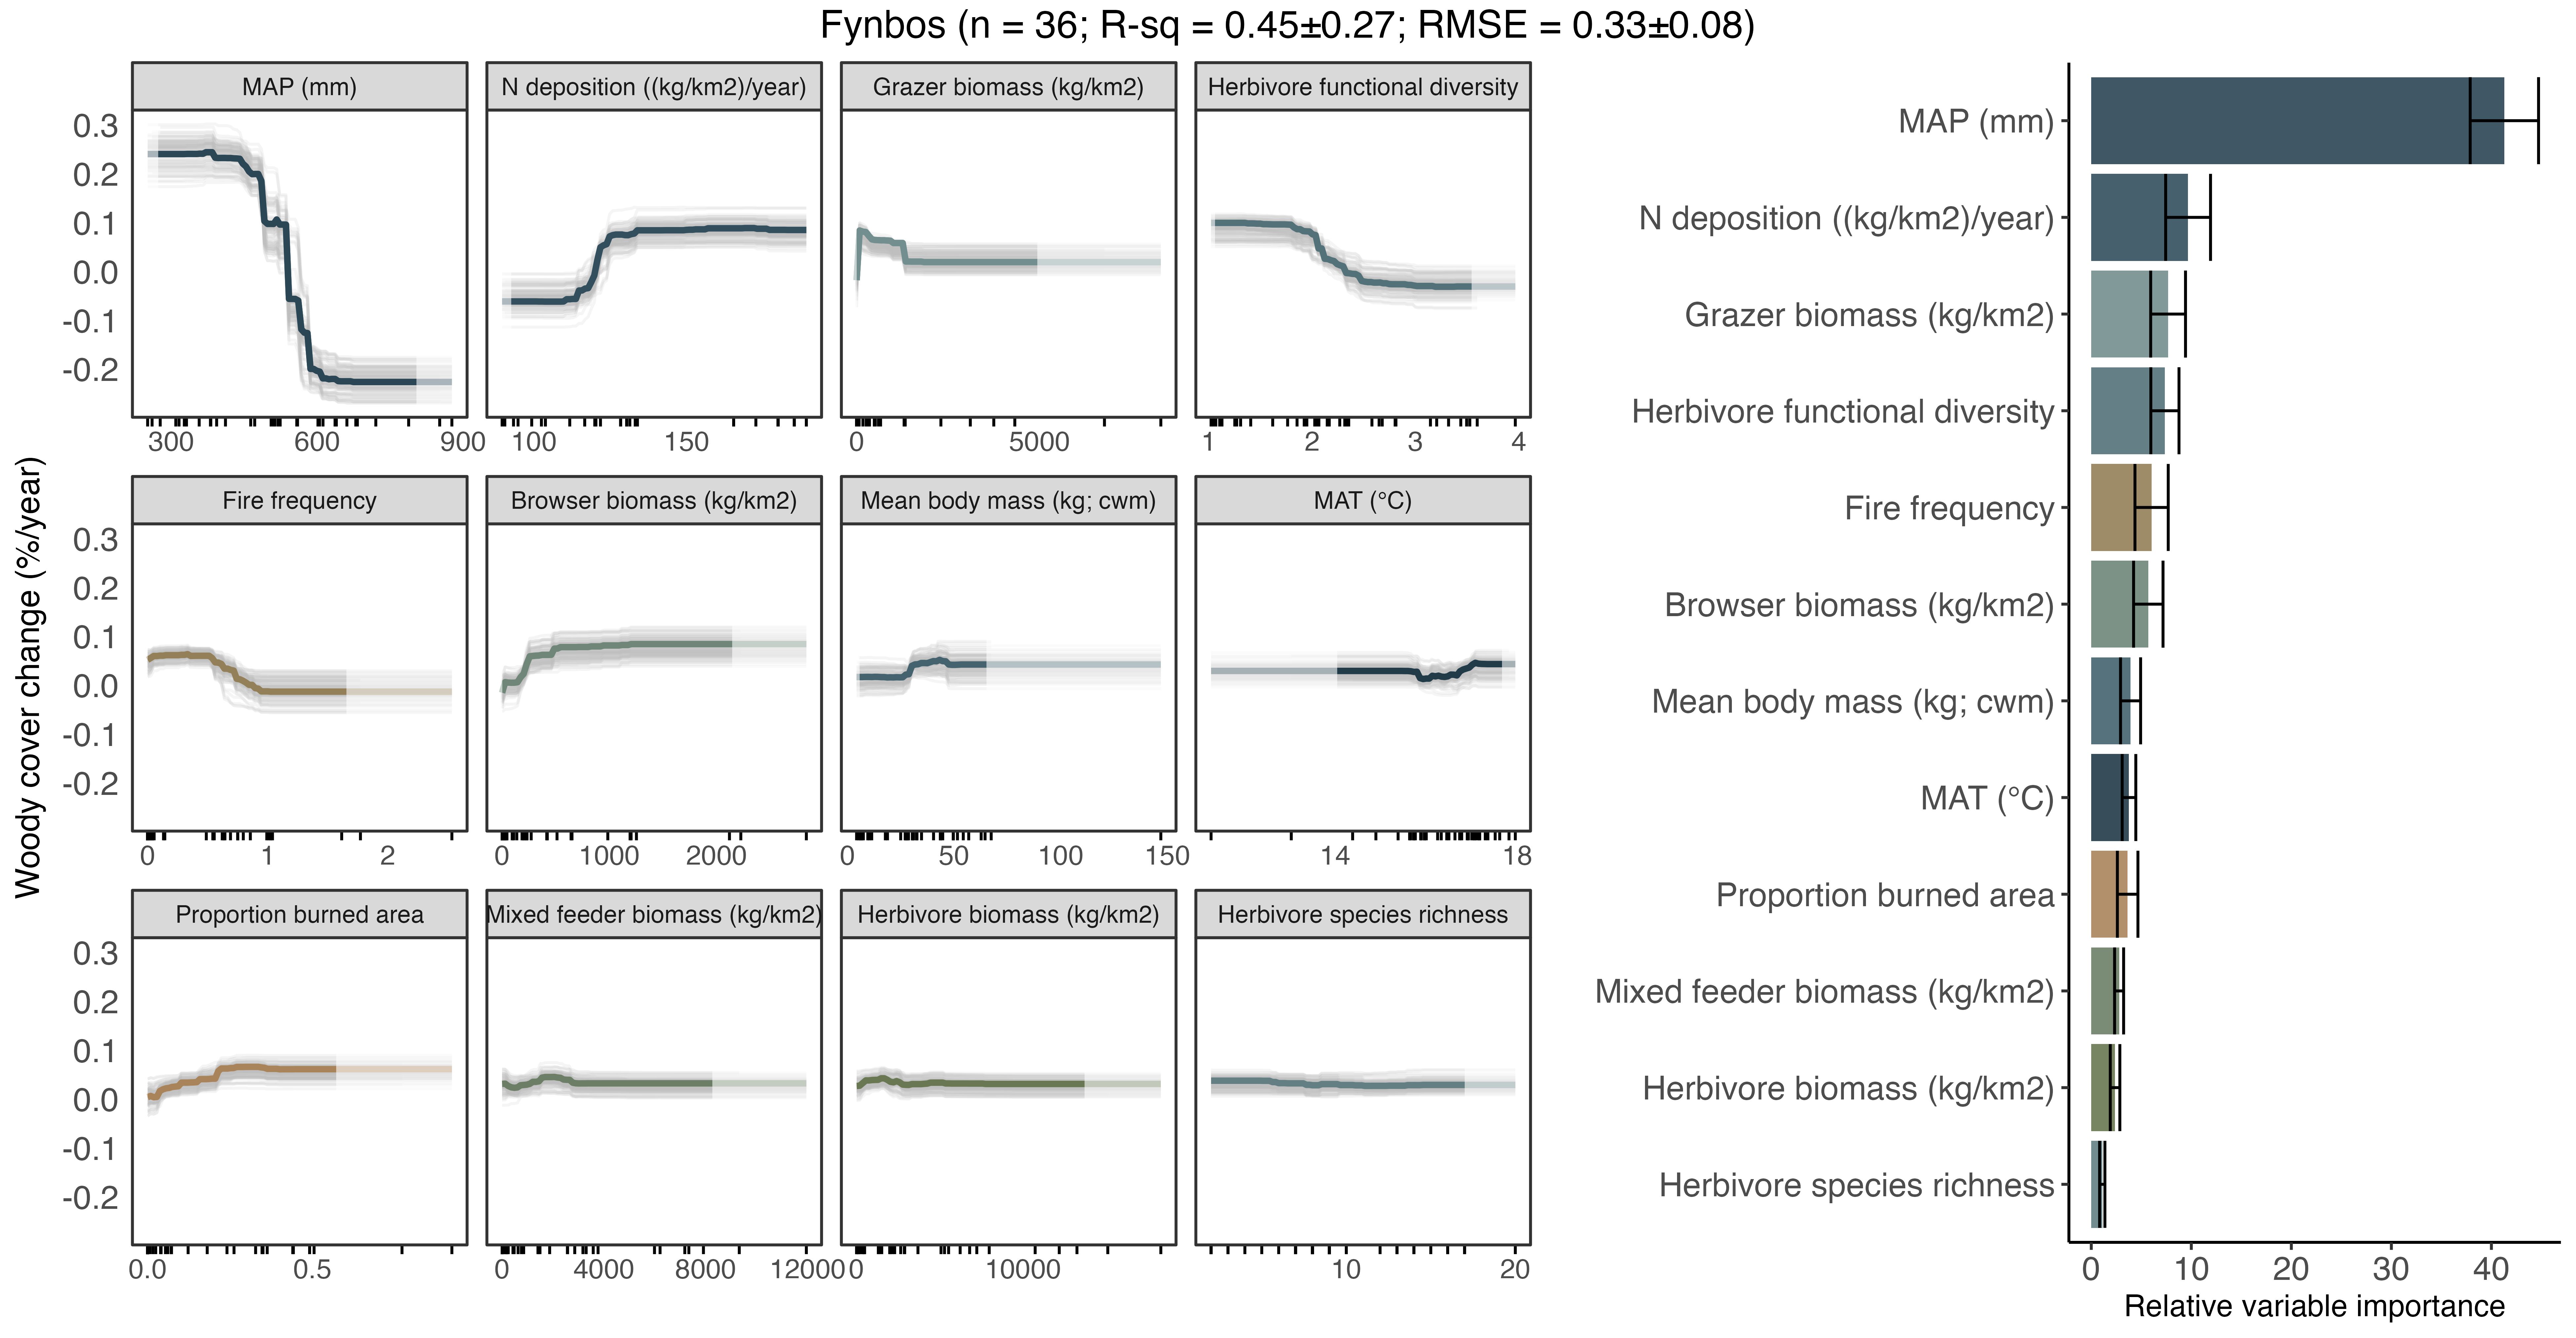 Fynbos (n = 36; R-sq = 0.45±0.27; RMSE = 0.33±0.08)
Woody cover change (%/year)
MAP (mm)
N deposition ((kg/km2)/year)
Grazer biomass (kg/km2)
Herbivore functional diversity
0.3
0.2
0.1
0.0
-0.1
-0.2
300 600 900
100 150
0 5000
1 2 3 4
Fire frequency
Browser biomass (kg/km2)
Mean body mass (kg; cwm)
MAT (°C)
0.3
0.2
0.1
0.0
-0.1
-0.2
0 1 2
0 1000 2000
0 50 100 150
14 18
Proportion burned area
Mixed feeder biomass (kg/km2)
Herbivore biomass (kg/km2)
Herbivore species richness
0.3
0.2
0.1
0.0
-0.1
-0.2
0.0 0.5
0 4000 8000 12000
0 10000
10 20
MAP (mm)
N deposition ((kg/km2)/year)
Grazer biomass (kg/km2)
Herbivore functional diversity
Fire frequency
Browser biomass (kg/km2)
Mean body mass (kg; cwm)
MAT (°C)
Proportion burned area
Mixed feeder biomass (kg/km2)
Herbivore biomass (kg/km2)
Herbivore species richness
0 10 20 30 40
Relative variable importance